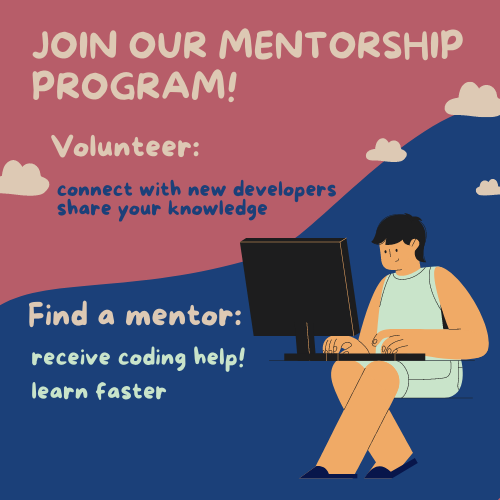 JOIN OUR MENTORSHIP
PROGRAM!
Volunteer:
connect with new developers
share your knowledge
Find a mentor:
receive coding help!
learn faster